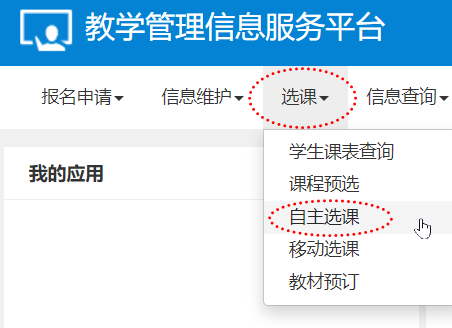 教学管理信息服务平台
报名申请 信息维护 选课 信息查询
我的应用
学生课表查询
课程预选
自主选课
移动选课
教材预订